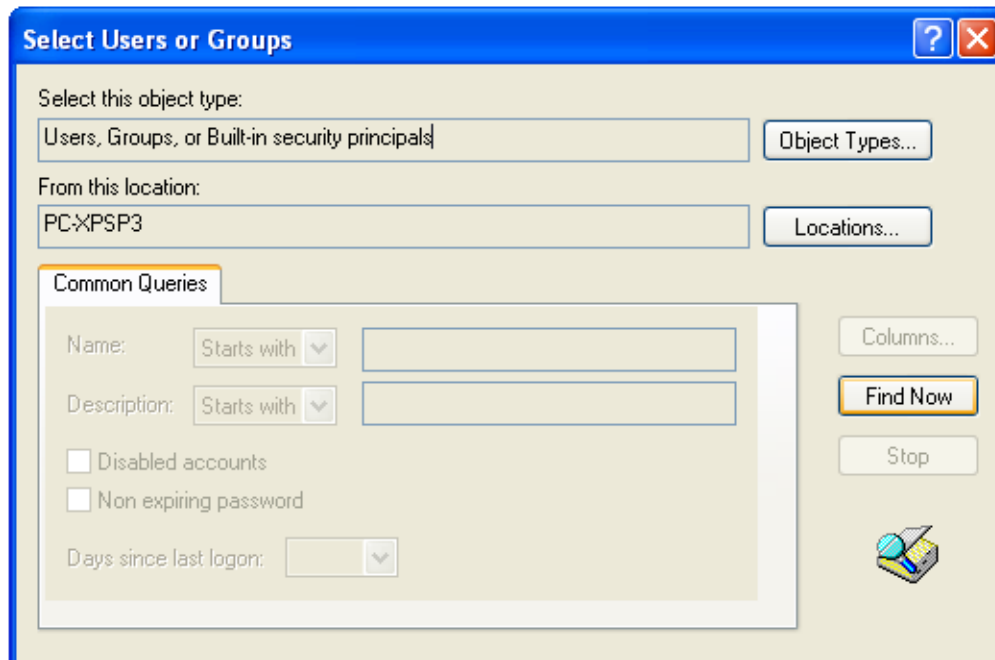 Select Users or Groups
Select this object type:
Users, Groups, or Built-in security principals
Object Types...
From this location:
PC-XPSP3
Locations...
Common Queries
Name:
Starts with
Columns...
Description:
Starts with
Find Now
Disabled accounts
Stop
Non expiring password
Days since last logon: